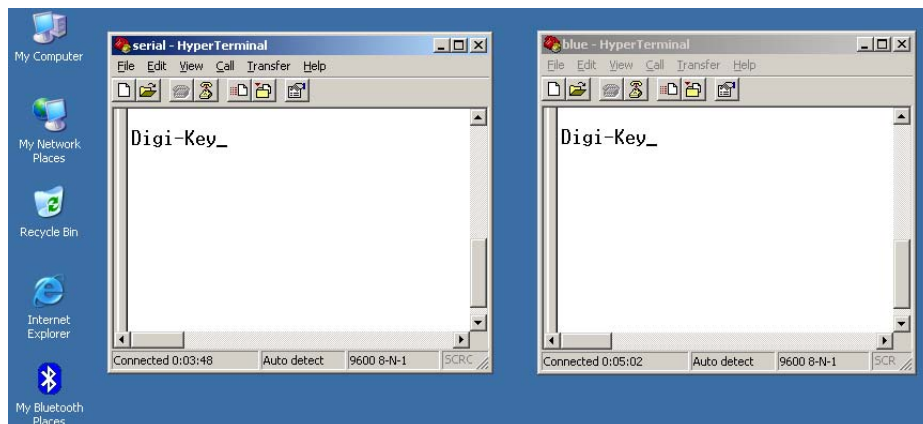 My Computer
My Network
Places
Recycle Bin
Internet
Explorer
My Bluetooth
Places
serial - HyperTerminal
File Edit View Call Transfer Help
Digi-Key_
Connected 0:03:48 Auto detect 9600 8-N-1 SCRC
blue - HyperTerminal
File Edit View Call Transfer Help
Digi-Key_
Connected 0:05:02 Auto detect 9600 8-N-1 SCR